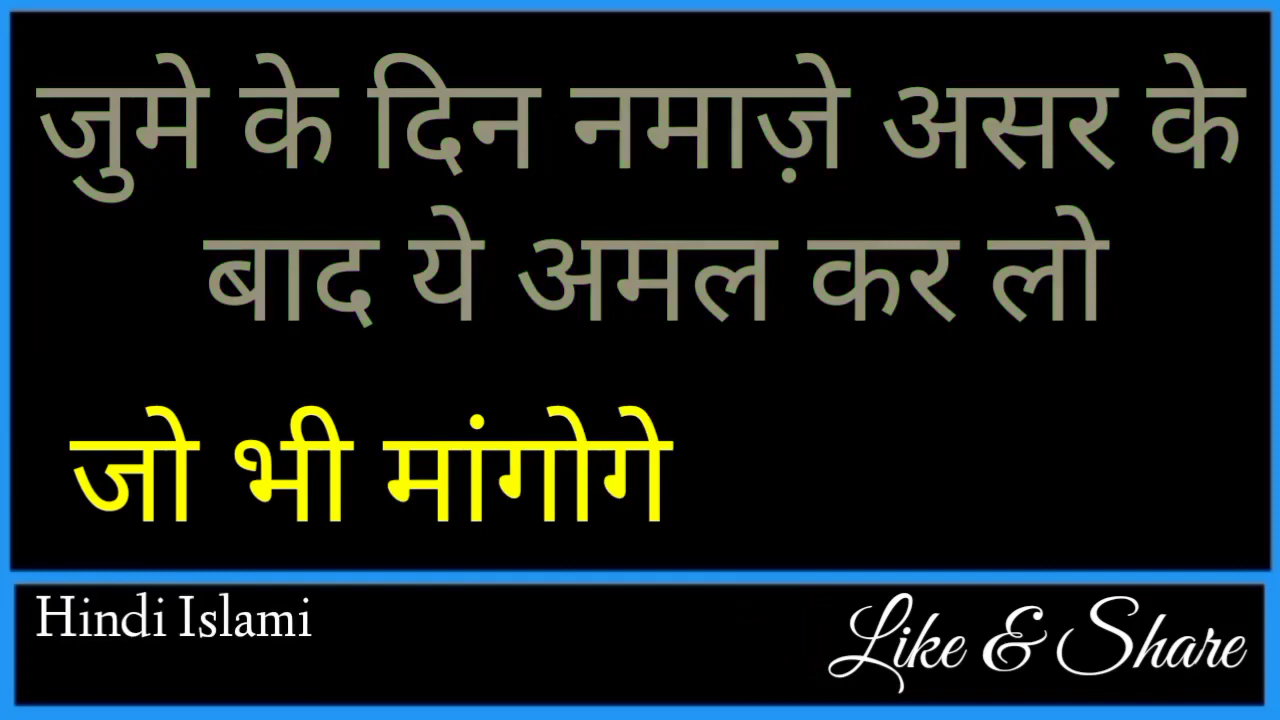 जुमे के दिन नमाज़े असर के
बाद ये अमल कर लो
जो भी मांगोगे
Hindi Islami
Like & Share